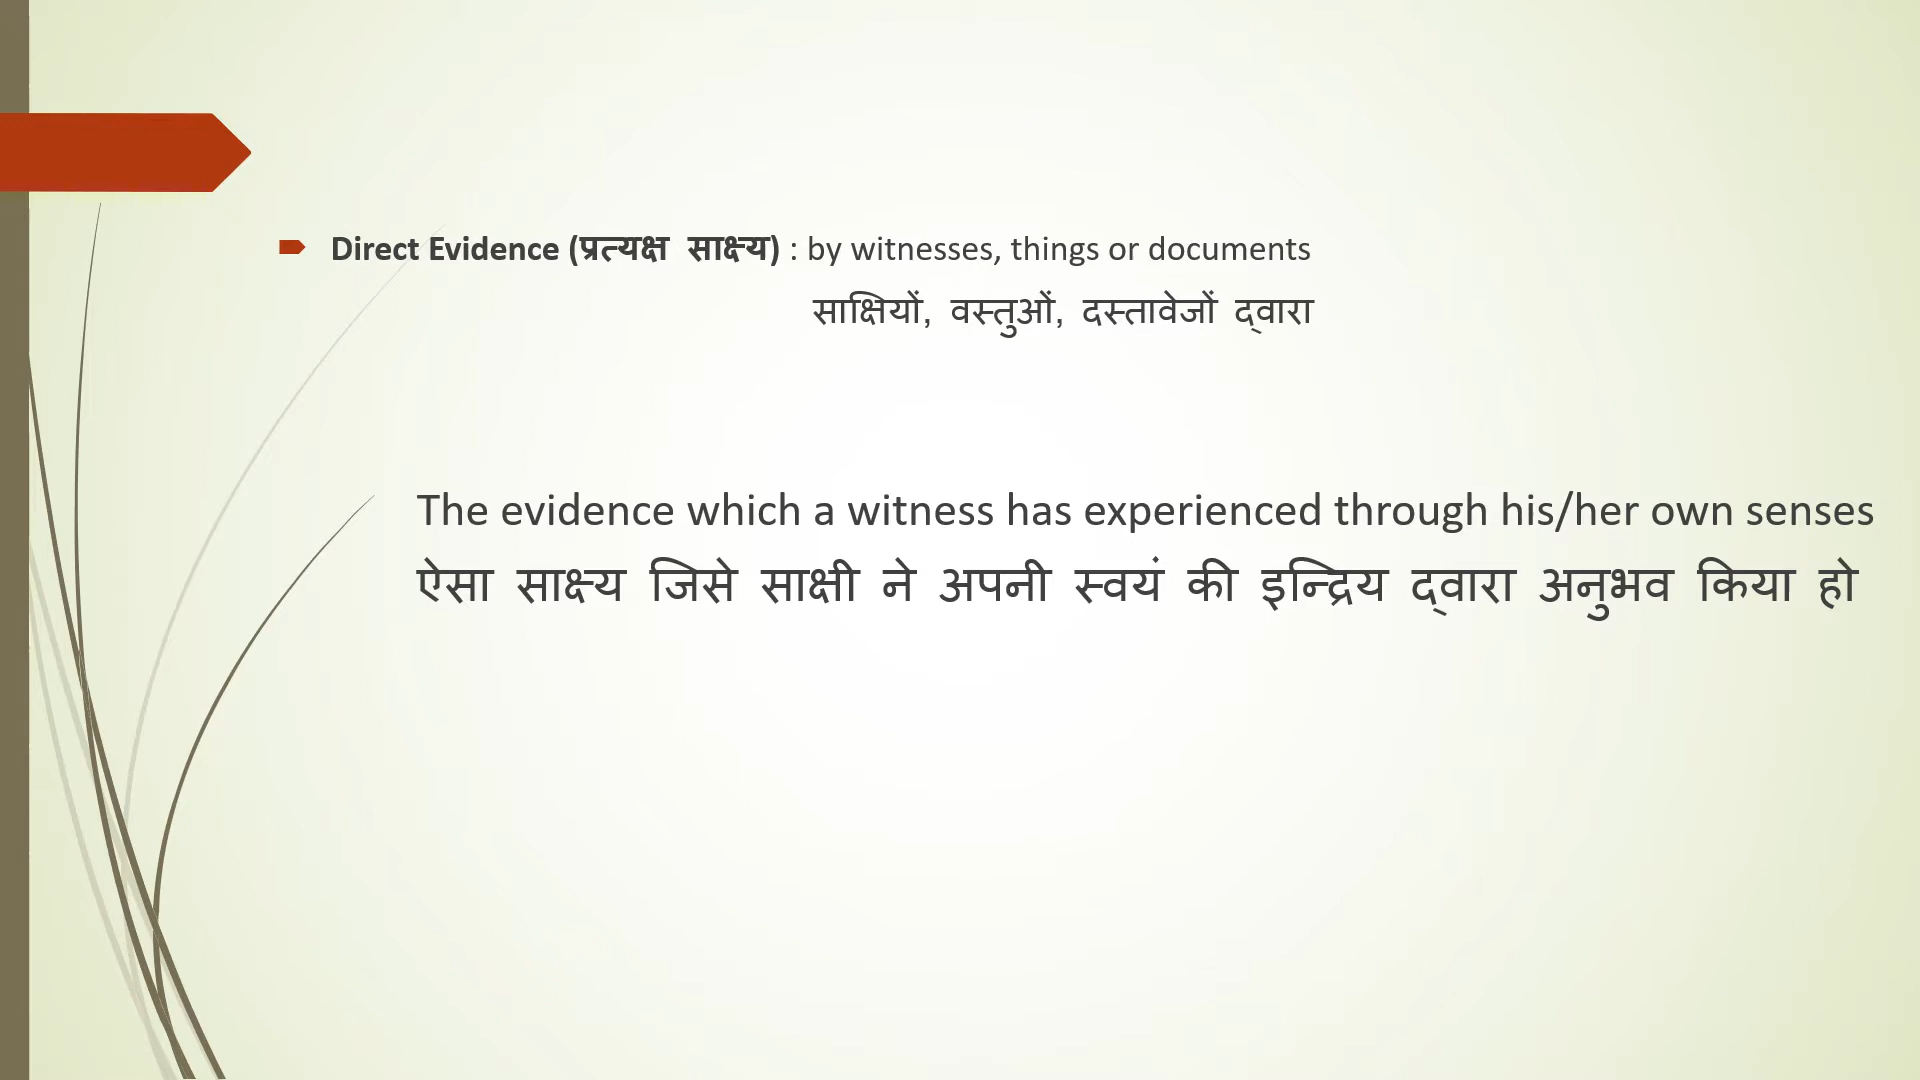 Direct Evidence (प्रत्यक्ष साक्ष्य) : by witnesses, things or documents
साक्षियों, वस्तुओं, दस्तावेजों द्वारा
The evidence which a witness has experienced through his/her own senses
ऐसा साक्ष्य जिसे साक्षी ने अपनी स्वयं की इन्द्रिय द्वारा अनुभव किया हो